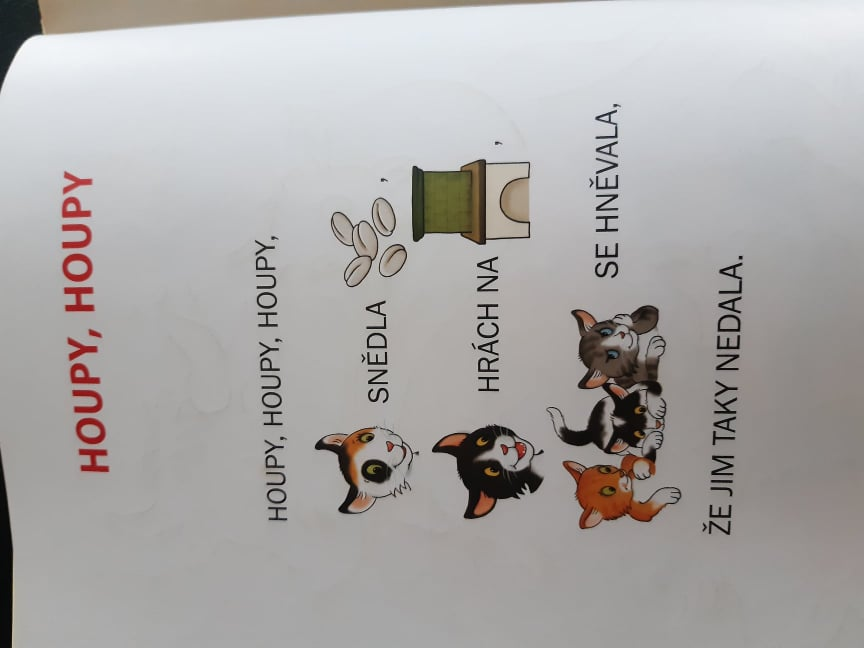 HOUPY, HOUPY
HOUPY, HOUPY, HOUPY,
SNĚDLA ,
HRÁCH NA ,
SE HNĚVALA,
ŽE JIM TAKY NEDALA.